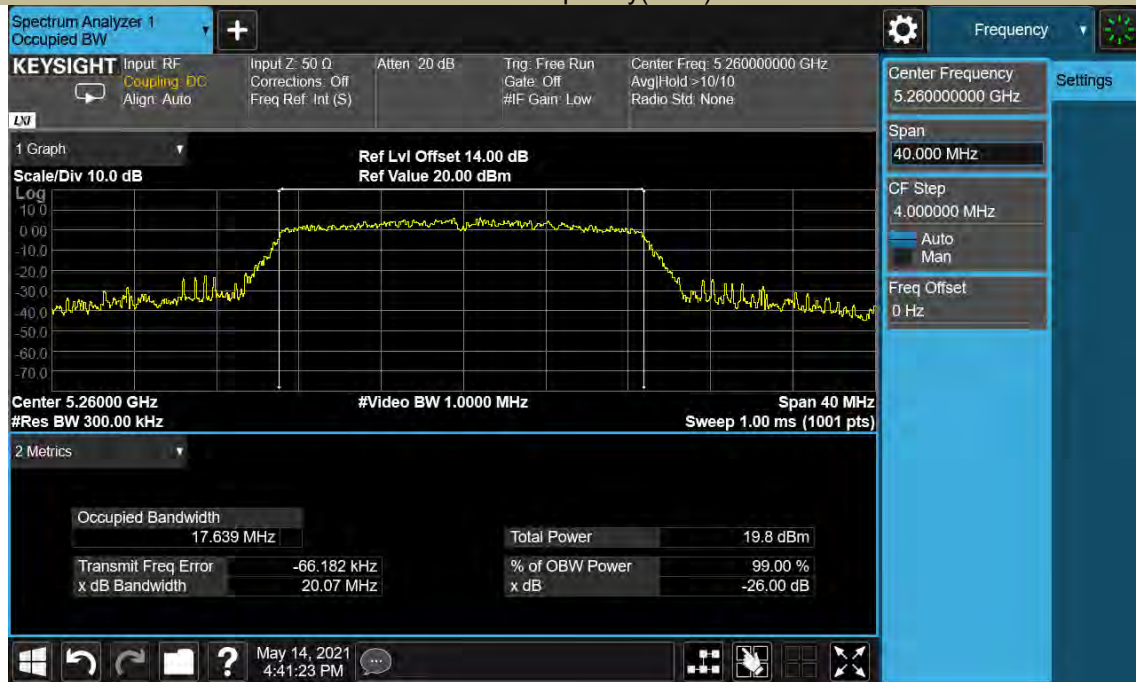 Spectrum Analyzer 1
Occupied BW
Frequency
KEYSIGHT
Input: RF
Coupling: DC
Align: Auto
Input Z: 50 Ω
Corrections: Off
Freq Ref: Int (S)
Atten: 20 dB
Trig: Free Run
Gate: Off
#IF Gain: Low
Center Freq: 5.260000000 GHz
Avg|Hold:>10/10
Radio Std: None
LXI
Center Frequency
5.260000000 GHz
Settings
Span
40.000 MHz
CF Step
4.000000 MHz
Auto
Man
Freq Offset
0 Hz
1 Graph
Scale/Div 10.0 dB
Ref Lvl Offset 14.00 dB
Ref Value 20.00 dBm
Log
10.0
0.00
-10.0
-20.0
-30.0
-40.0
-50.0
-60.0
-70.0
Center 5.26000 GHz
#Video BW 1.0000 MHz
Span 40 MHz
#Res BW 300.00 kHz
Sweep 1.00 ms (1001 pts)
2 Metrics
Occupied Bandwidth
17.639 MHz
Total Power 19.8 dBm
Transmit Freq Error -66.182 kHz
% of OBW Power 99.00 %
x dB Bandwidth 20.07 MHz
x dB -26.00 dB
?
May 14, 2021
4:41:23 PM